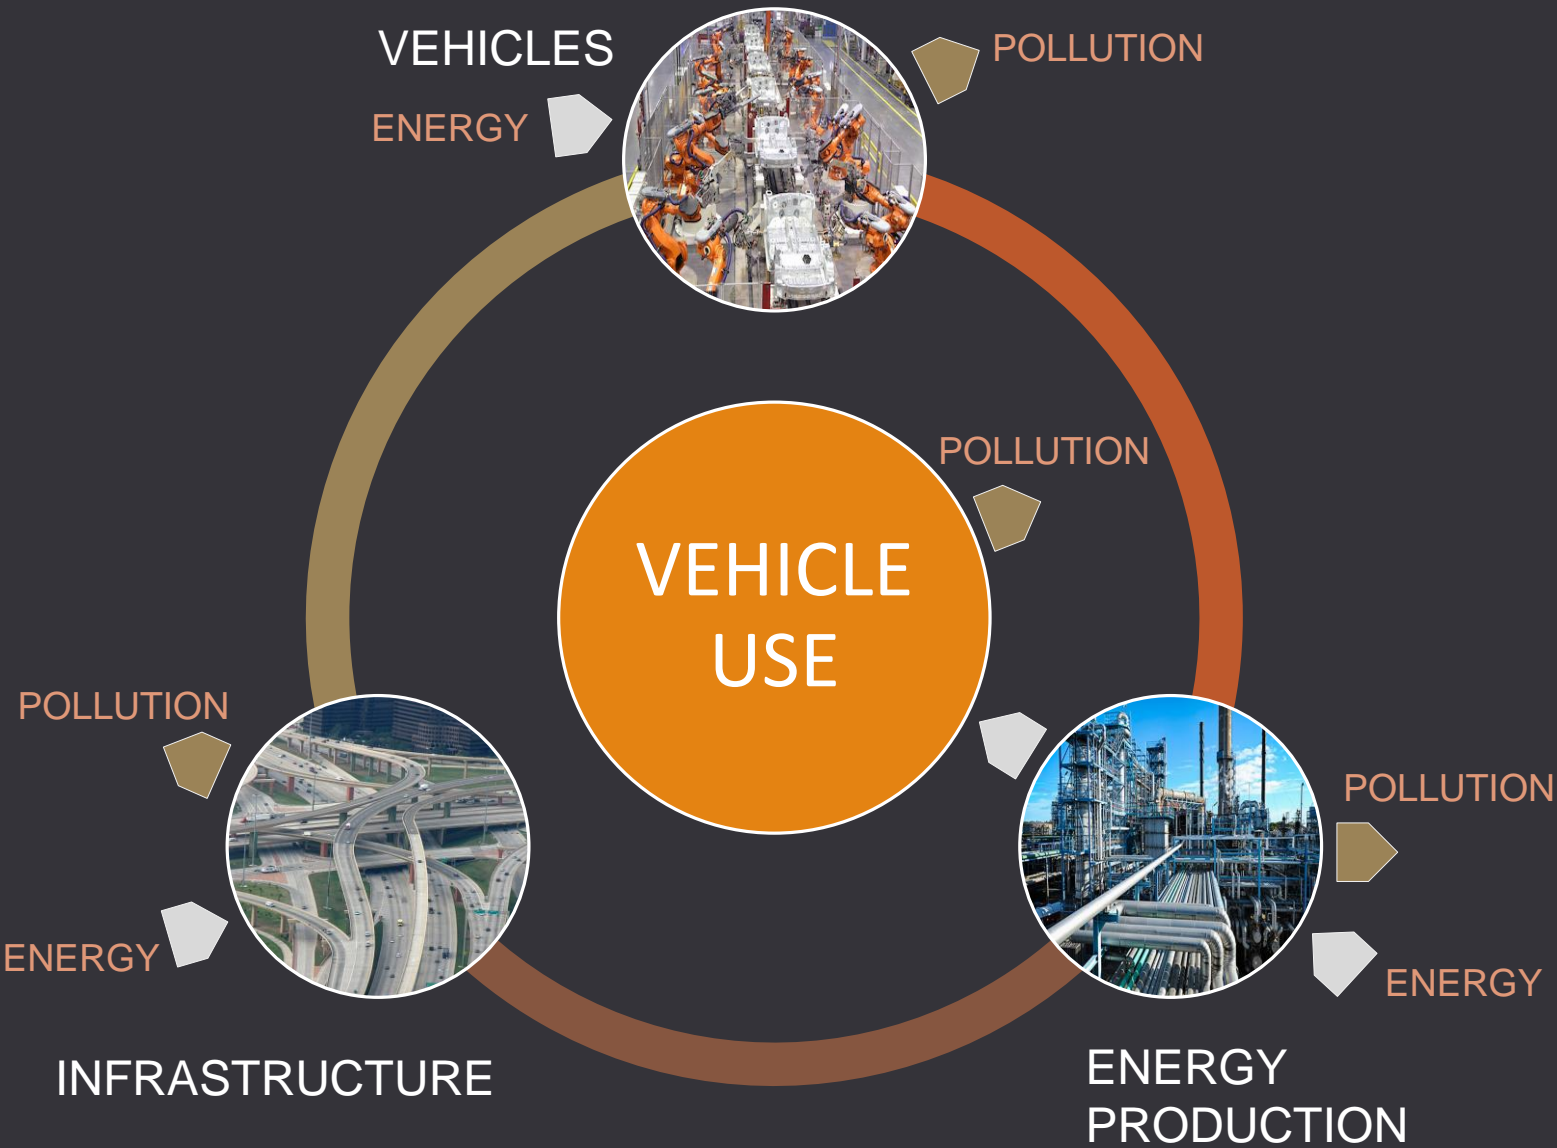 VEHICLES
POLLUTION
ENERGY
POLLUTION
VEHICLE
USE
POLLUTION
POLLUTION
ENERGY
ENERGY
INFRASTRUCTURE
ENERGY
PRODUCTION